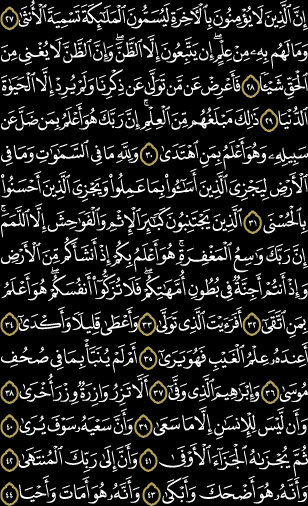 إِنَّ ٱلَّذِينَ لَا يُؤۡمِنُونَ بِٱلۡأٓخِرَةِ لَيُسَمُّونَ ٱلۡمَلَٰٓئِكَةَ تَسۡمِيَةَ ٱلۡأُنثَىٰ ٢٧
وَمَا لَهُم بِهِۦ مِنۡ عِلۡمٍۖ إِن يَتَّبِعُونَ إِلَّا ٱلظَّنَّۖ وَإِنَّ ٱلظَّنَّ لَا يُغۡنِي مِنَ
ٱلۡحَقِّ شَيۡـٔٗا ٢٨ فَأَعۡرِضۡ عَن مَّن تَوَلَّىٰ عَن ذِكۡرِنَا وَلَمۡ يُرِدۡ إِلَّا ٱلۡحَيَوٰةَ
ٱلدُّنۡيَا ٢٩ ذَٰلِكَ مَبۡلَغُهُم مِّنَ ٱلۡعِلۡمِۚ إِنَّ رَبَّكَ هُوَ أَعۡلَمُ بِمَن ضَلَّ عَن
سَبِيلِهِۦ وَهُوَ أَعۡلَمُ بِمَنِ ٱهۡتَدَىٰ ٣٠ وَلِلَّهِ مَا فِي ٱلسَّمَٰوَٰتِ وَمَا فِي
ٱلۡأَرۡضِ لِيَجۡزِيَ ٱلَّذِينَ أَسَٰٓـُٔواْ بِمَا عَمِلُواْ وَيَجۡزِيَ ٱلَّذِينَ أَحۡسَنُواْ
بِٱلۡحُسۡنَى ٣١ ٱلَّذِينَ يَجۡتَنِبُونَ كَبَٰٓئِرَ ٱلۡإِثۡمِ وَٱلۡفَوَٰحِشَ إِلَّا ٱللَّمَمَۚ
إِنَّ رَبَّكَ وَٰسِعُ ٱلۡمَغۡفِرَةِۚ هُوَ أَعۡلَمُ بِكُمۡ إِذۡ أَنشَأَكُم مِّنَ ٱلۡأَرۡضِ
وَإِذۡ أَنتُمۡ أَجِنَّةٞ فِي بُطُونِ أُمَّهَٰتِكُمۡۖ فَلَا تُزَكُّوٓاْ أَنفُسَكُمۡۖ هُوَ أَعۡلَمُ
بِمَنِ ٱتَّقَىٰٓ ٣٢ أَفَرَءَيۡتَ ٱلَّذِي تَوَلَّىٰ ٣٣ وَأَعۡطَىٰ قَلِيلٗا وَأَكۡدَىٰٓ ٣٤
أَعِندَهُۥ عِلۡمُ ٱلۡغَيۡبِ فَهُوَ يَرَىٰٓ ٣٥ أَمۡ لَمۡ يُنَبَّأۡ بِمَا فِي صُحُفِ
مُوسَىٰ ٣٦ وَإِبۡرَٰهِيمَ ٱلَّذِي وَفَّىٰٓ ٣٧ أَلَّا تَزِرُ وَازِرَةٞ وِزۡرَ أُخۡرَىٰ ٣٨
وَأَن لَّيۡسَ لِلۡإِنسَٰنِ إِلَّا مَا سَعَىٰ ٣٩ وَأَنَّ سَعۡيَهُۥ سَوۡفَ يُرَىٰ ٤٠
ثُمَّ يُجۡزَىٰهُ ٱلۡجَزَآءَ ٱلۡأَوۡفَىٰ ٤١ وَأَنَّ إِلَىٰ رَبِّكَ ٱلۡمُنتَهَىٰ ٤٢
وَأَنَّهُۥ هُوَ أَضۡحَكَ وَأَبۡكَىٰ ٤٣ وَأَنَّهُۥ هُوَ أَمَاتَ وَأَحۡيَا ٤٤